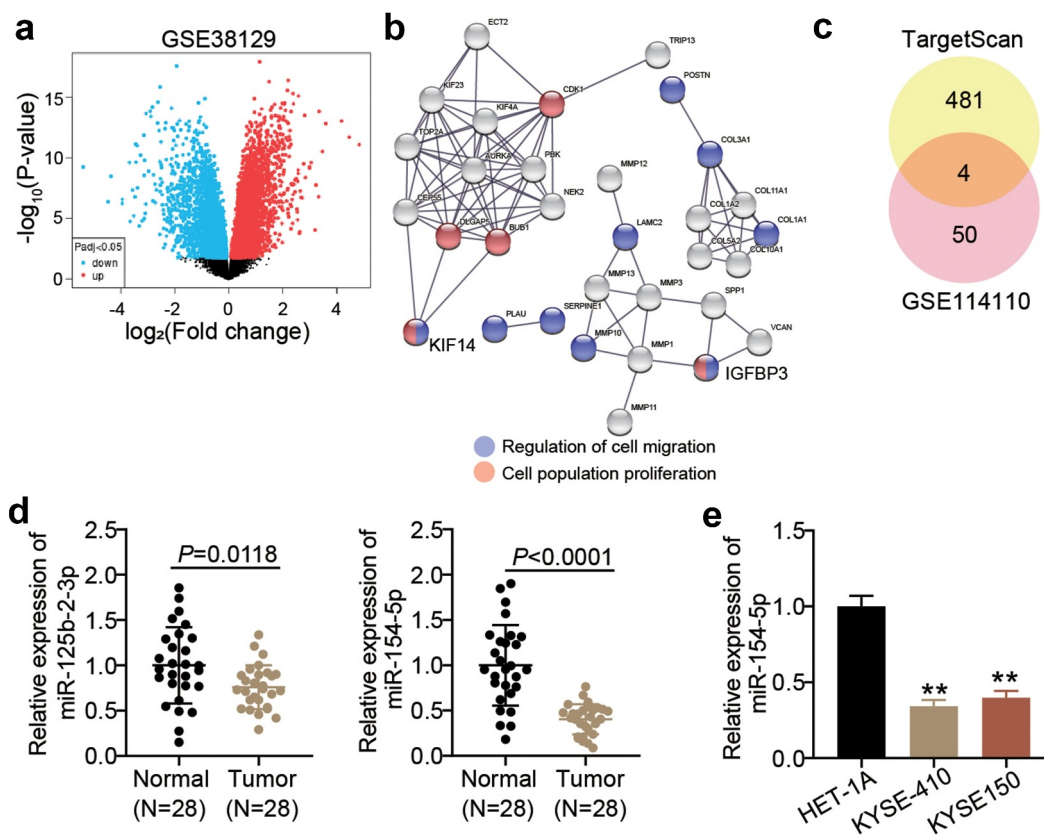 a
GSE38129
-log10(P-value)
15
10
5
0
Padj<0.05
down
up
-4
-2
0
2
4
log₂(Fold change)
b
ECT2
TRIP13
KIF23
CDK1
POSTN
KIF4A
TOP2A
COL3A1
AURKA
PBK
MMP12
COL11A1
CEP55
NEK2
COL1A2
DLGAP5
BUB1
LAMC2
COL1A1
COL5A2
COL10A1
MMP13
MMP3
SPP1
PLAU
SERPINE1
VCAN
KIF14
MMP10
MMP1
IGFBP3
MMP11
Regulation of cell migration
Cell population proliferation
c
TargetScan
481
4
50
GSE114110
d
Relative expression of
miR-125b-2-3p
2.5
2.0
1.5
1.0
0.5
0.0
P=0.0118
Normal
(N=28)
Tumor
(N=28)
Relative expression of
miR-154-5p
2.5
2.0
1.5
1.0
0.5
0.0
P<0.0001
Normal
(N=28)
Tumor
(N=28)
e
Relative expression of
miR-154-5p
1.5
1.0
0.5
0.0
**
**
HET-1A
KYSE-410
KYSE150